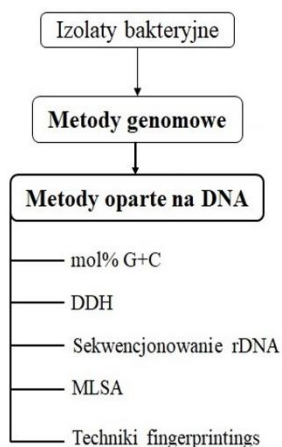 Izolaty bakteryjne
Metody genomowe
Metody oparte na DNA
mol% G+C
DDH
Sekwencjonowanie rDNA
MLSA
Techniki fingerprintings